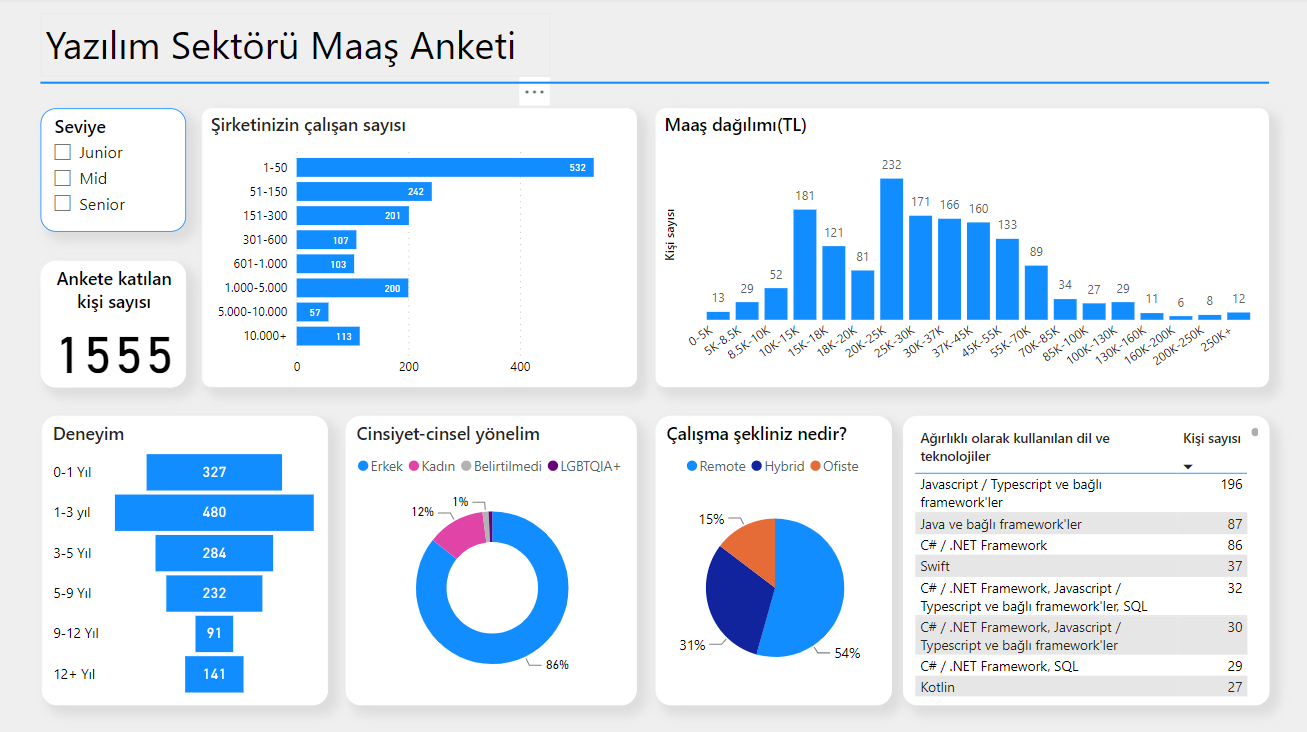 Yazılım Sektörü Maaş Anketi
Seviye
Junior
Mid
Senior
Ankete katılan
kişi sayısı
1555
Şirketinizin çalışan sayısı
1-50 532
51-150 242
151-300 201
301-600 107
601-1.000 103
1.000-5.000 200
5.000-10.000 57
10.000+ 113
0 200 400
Maaş dağılımı(TL)
Kişi sayısı
13 29 52 181 121 81 232 171 166 160 133 89 34 27 29 11 6 8 12
0-5K 5K-8.5K 8.5K-10K 10K-15K 15K-18K 18K-20K 20K-25K 25K-30K 30K-37K 37K-45K 45K-55K 55K-70K 70K-85K 85K-100K 100K-130K 130K-160K 160K-200K 200K-250K 250K+
Deneyim
0-1 Yıl 327
1-3 yıl 480
3-5 Yıl 284
5-9 Yıl 232
9-12 Yıl 91
12+ Yıl 141
Cinsiyet-cinsel yönelim
Erkek Kadın Belirtilmedi LGBTQIA+
1%
12%
86%
Çalışma şekliniz nedir?
Remote Hybrid Ofiste
15%
31%
54%
Ağırlıklı olarak kullanılan dil ve Kişi sayısı
teknolojiler
Javascript / Typescript ve bağlı 196
framework'ler
Java ve bağlı framework'ler 87
C# / .NET Framework 86
Swift 37
C# / .NET Framework, Javascript / 32
Typescript ve bağlı framework'ler, SQL
C# / .NET Framework, Javascript / 30
Typescript ve bağlı framework'ler
C# / .NET Framework, SQL 29
Kotlin 27